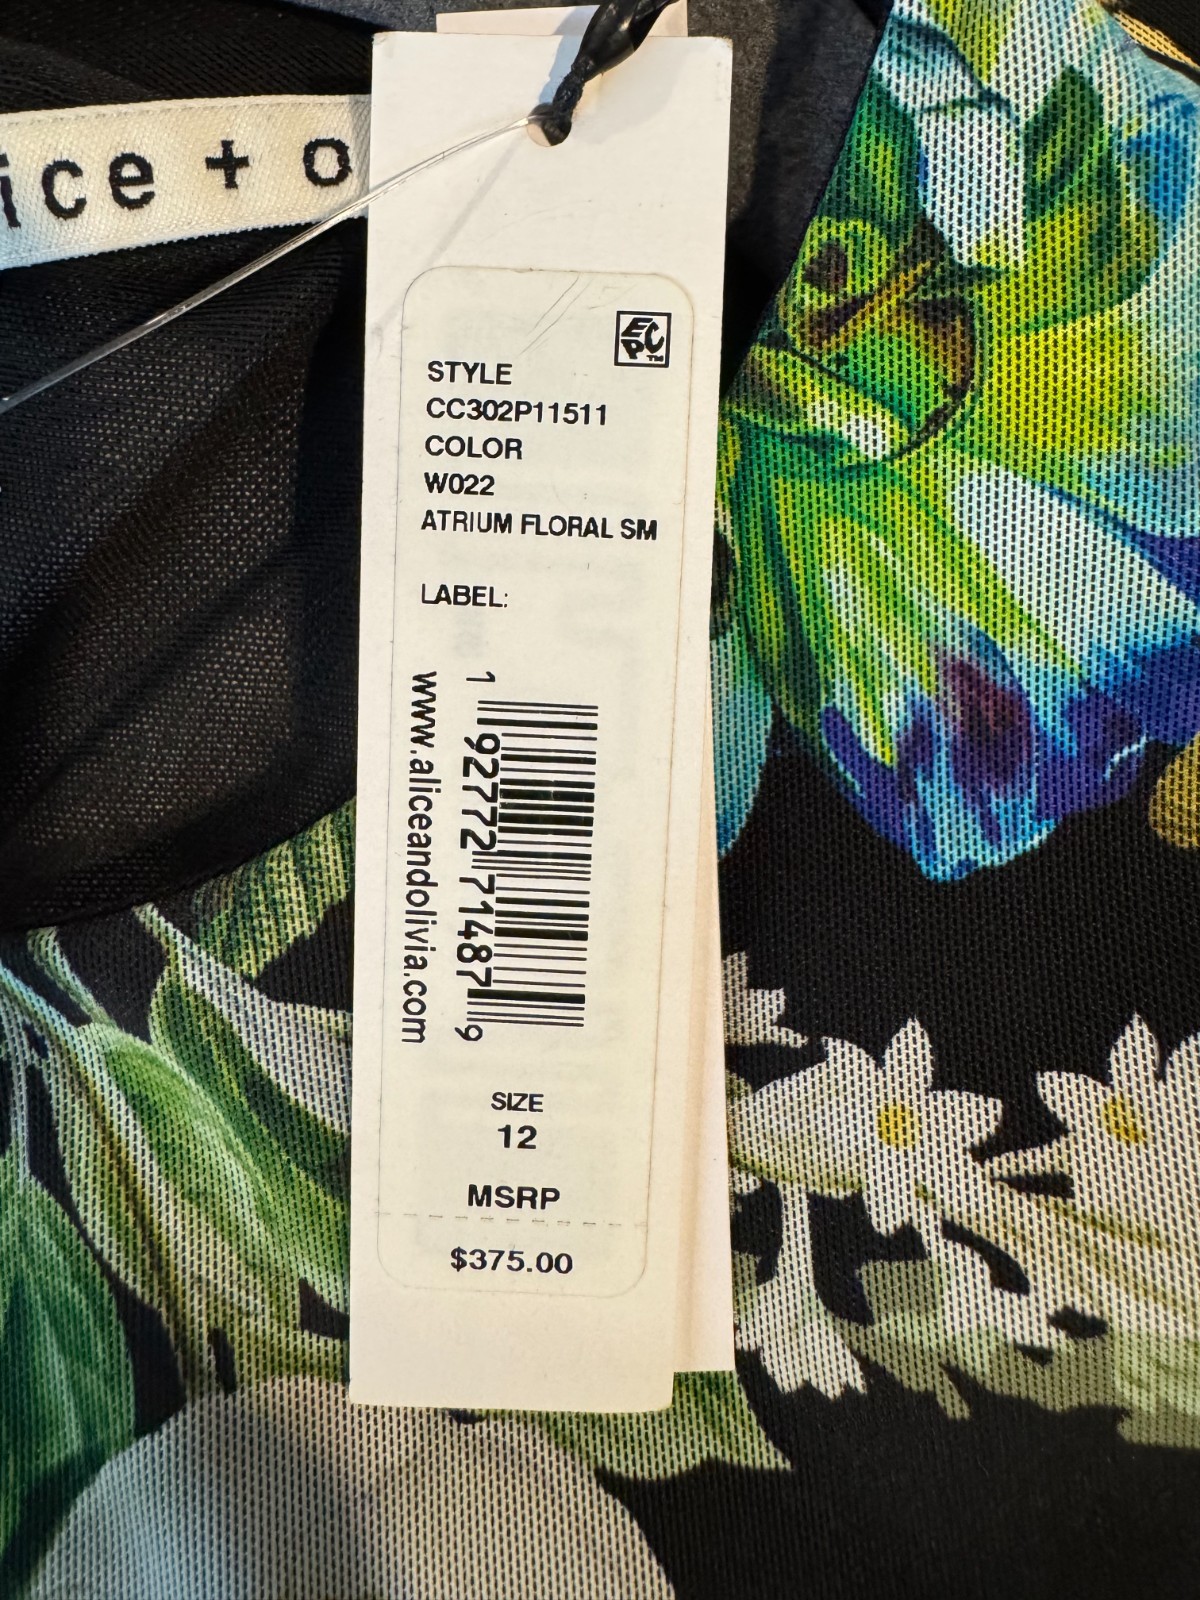 ice + o
EPC™
STYLE
CC302P11511
COLOR
W022
ATRIUM FLORAL SM
LABEL:
1 92772 71487 9
www.aliceandolivia.com
SIZE
12
MSRP
$375.00